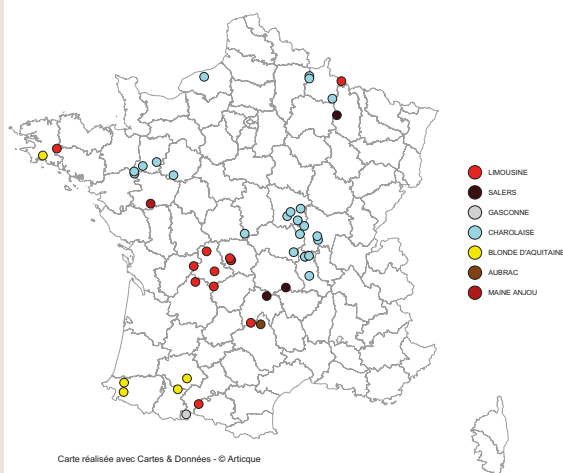 LIMOUSINE
SALERS
GASCONNE
CHAROLAISE
BLONDE D'AQUITAINE
AUBRAC
MAINE ANJOU
Carte réalisée avec Cartes & Données - © Articque